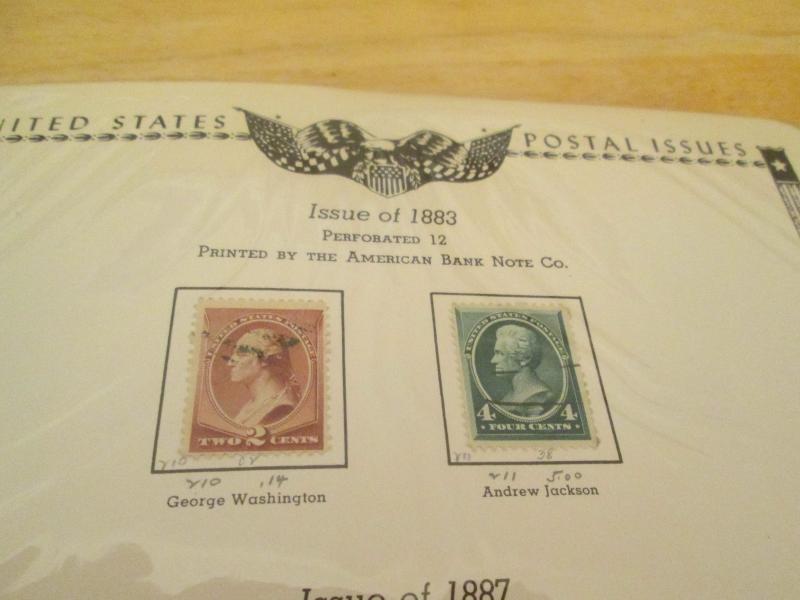 UNITED STATES POSTAL ISSUES
Issue of 1883
PERFORATED 12
PRINTED BY THE AMERICAN BANK NOTE CO.
UNITED STATES POSTAGE
TWO 2 CENTS
UNITED STATES POSTAGE
4 4
FOUR CENTS
210 .14
George Washington
38
211 5.00
Andrew Jackson
Issue of 1887